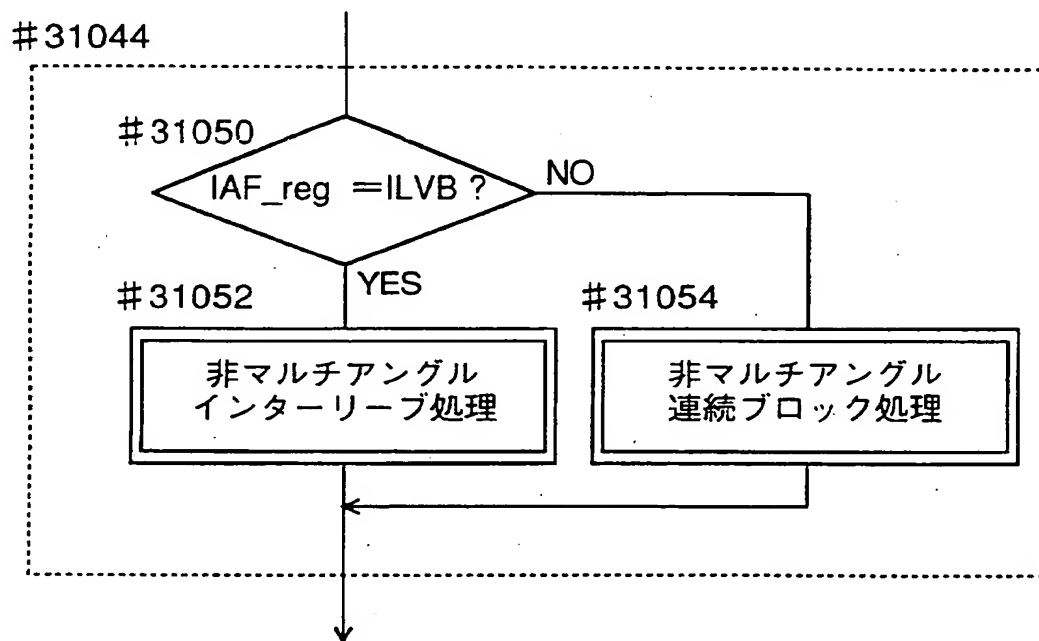 #31044
#31050
IAF_reg =ILVB ?
NO
YES
#31052
#31054
非マルチアングル
インターリーブ処理
非マルチアングル
連続ブロック処理